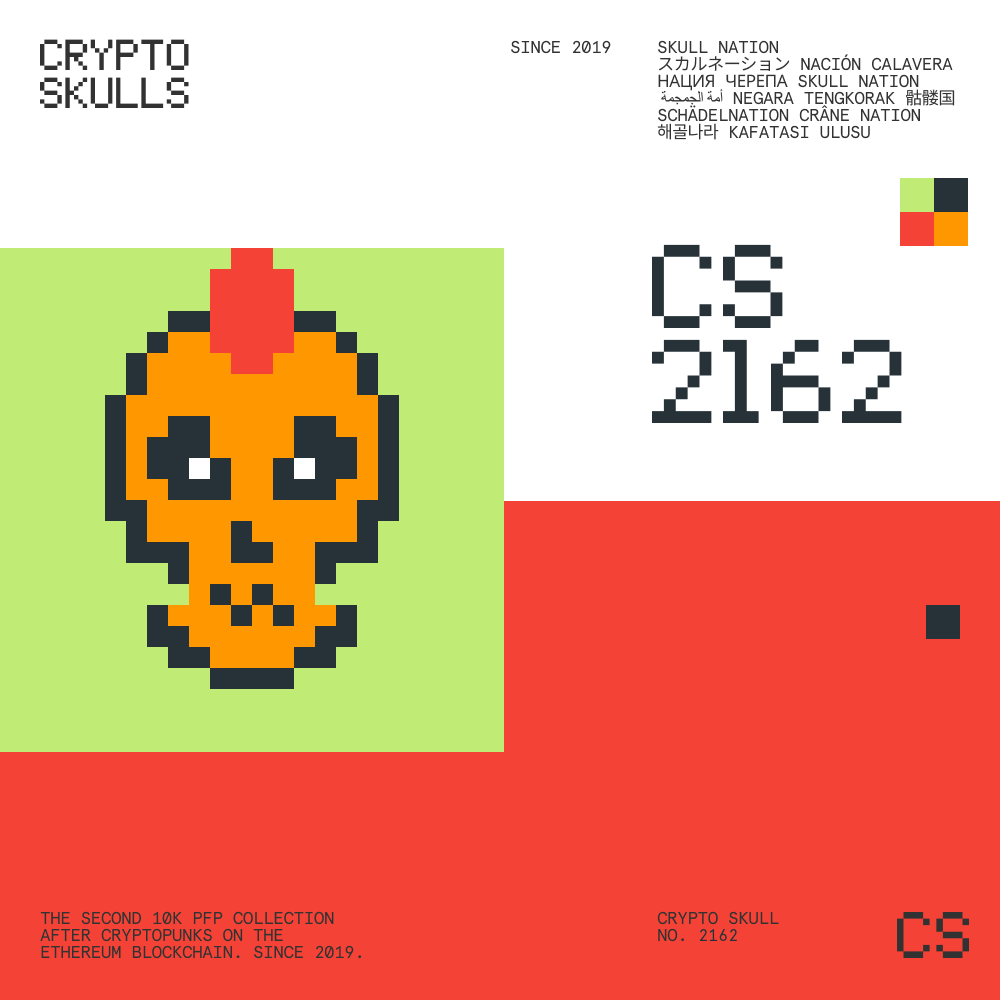 CRYPTO
SKULLS
SINCE 2019
SKULL NATION
スカルネーション NACIÓN CALAVERA
НАЦИЯ ЧЕРЕПА SKULL NATION
أمة الجمجمة NEGARA TENGKORAK 骷髅国
SCHÄDELNATION CRÂNE NATION
해골나라 KAFATASI ULUSU
CS
2162
THE SECOND 10K PFP COLLECTION
AFTER CRYPTOPUNKS ON THE
ETHEREUM BLOCKCHAIN. SINCE 2019.
CRYPTO SKULL
NO. 2162
CS